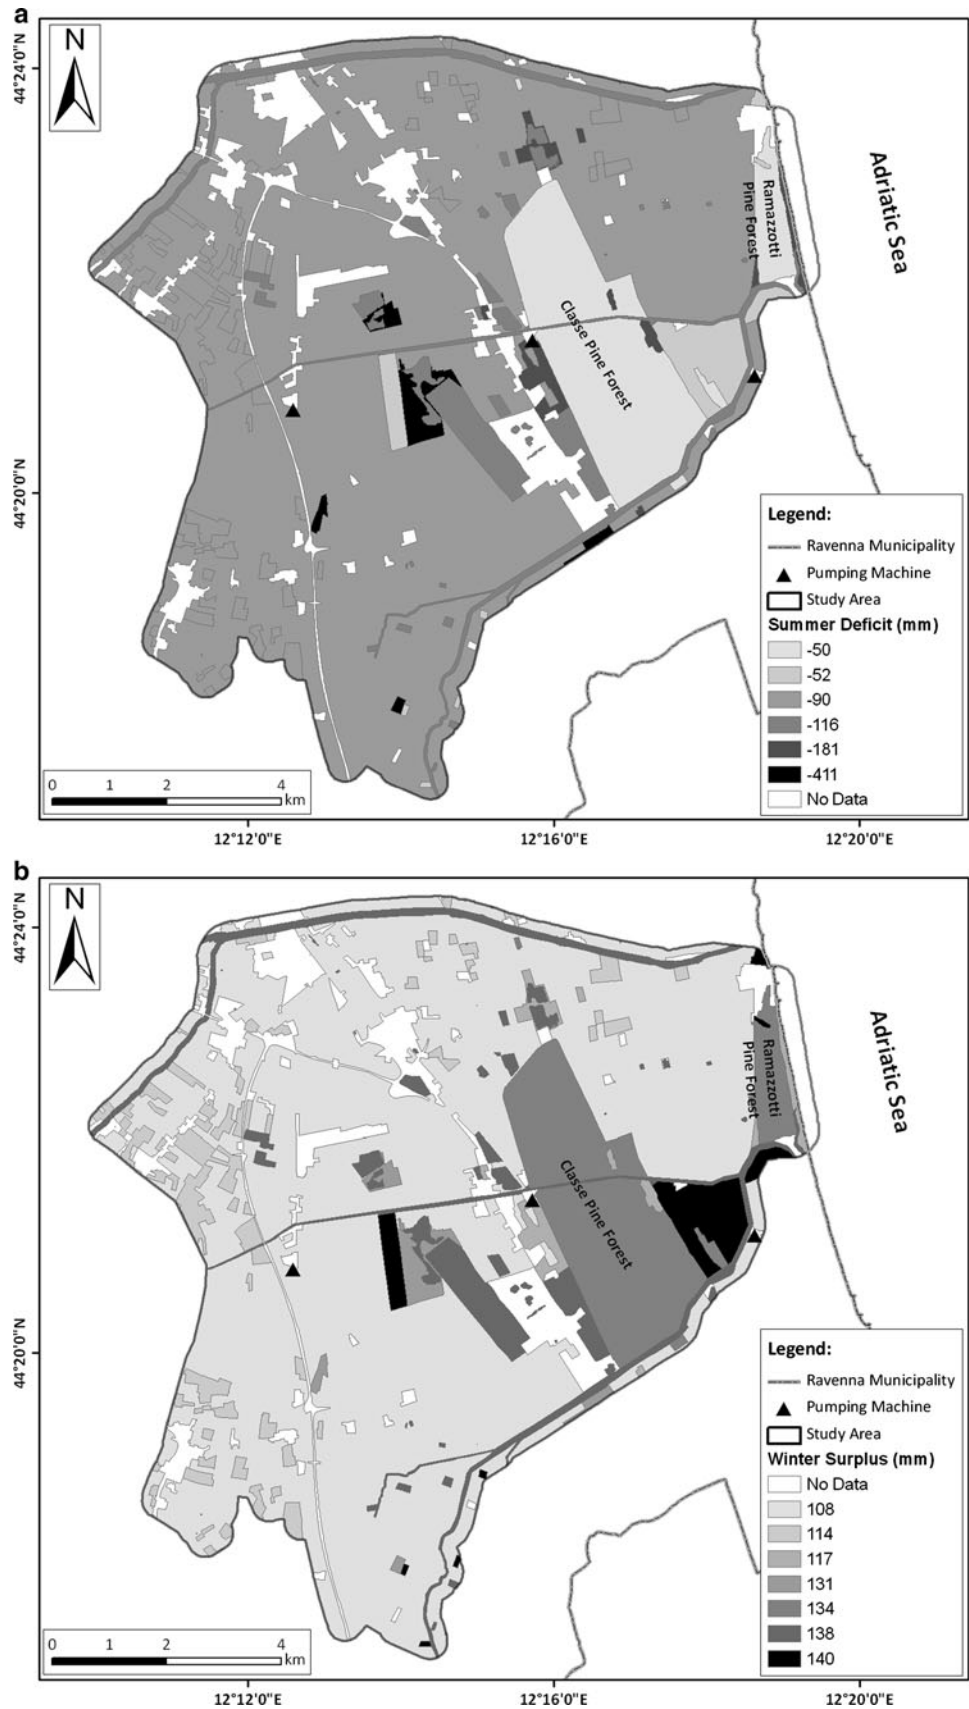 a
N
44°24'0"N
44°20'0"N
Adriatic Sea
Ramazzotti
Pine Forest
Classe Pine Forest
Legend:
Ravenna Municipality
Pumping Machine
Study Area
Summer Deficit (mm)
-50
-52
-90
-116
-181
-411
No Data
0 1 2 4
km
12°12'0"E 12°16'0"E 12°20'0"E
b
N
44°24'0"N
44°20'0"N
Adriatic Sea
Ramazzotti
Pine Forest
Classe Pine Forest
Legend:
Ravenna Municipality
Pumping Machine
Study Area
Winter Surplus (mm)
No Data
108
114
117
131
134
138
140
0 1 2 4
km
12°12'0"E 12°16'0"E 12°20'0"E